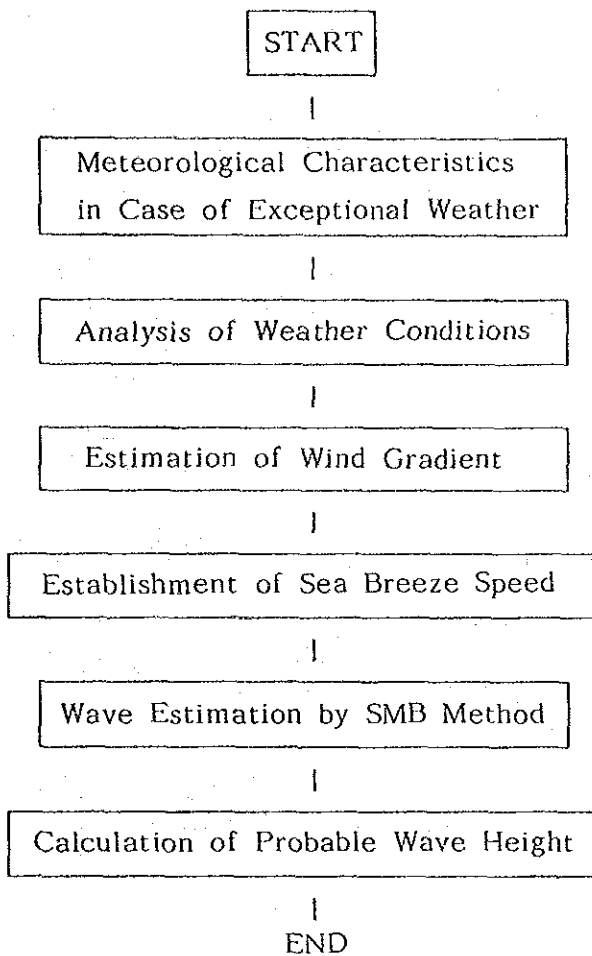 START
Meteorological Characteristics
in Case of Exceptional Weather
Analysis of Weather Conditions
Estimation of Wind Gradient
Establishment of Sea Breeze Speed
Wave Estimation by SMB Method
Calculation of Probable Wave Height
END